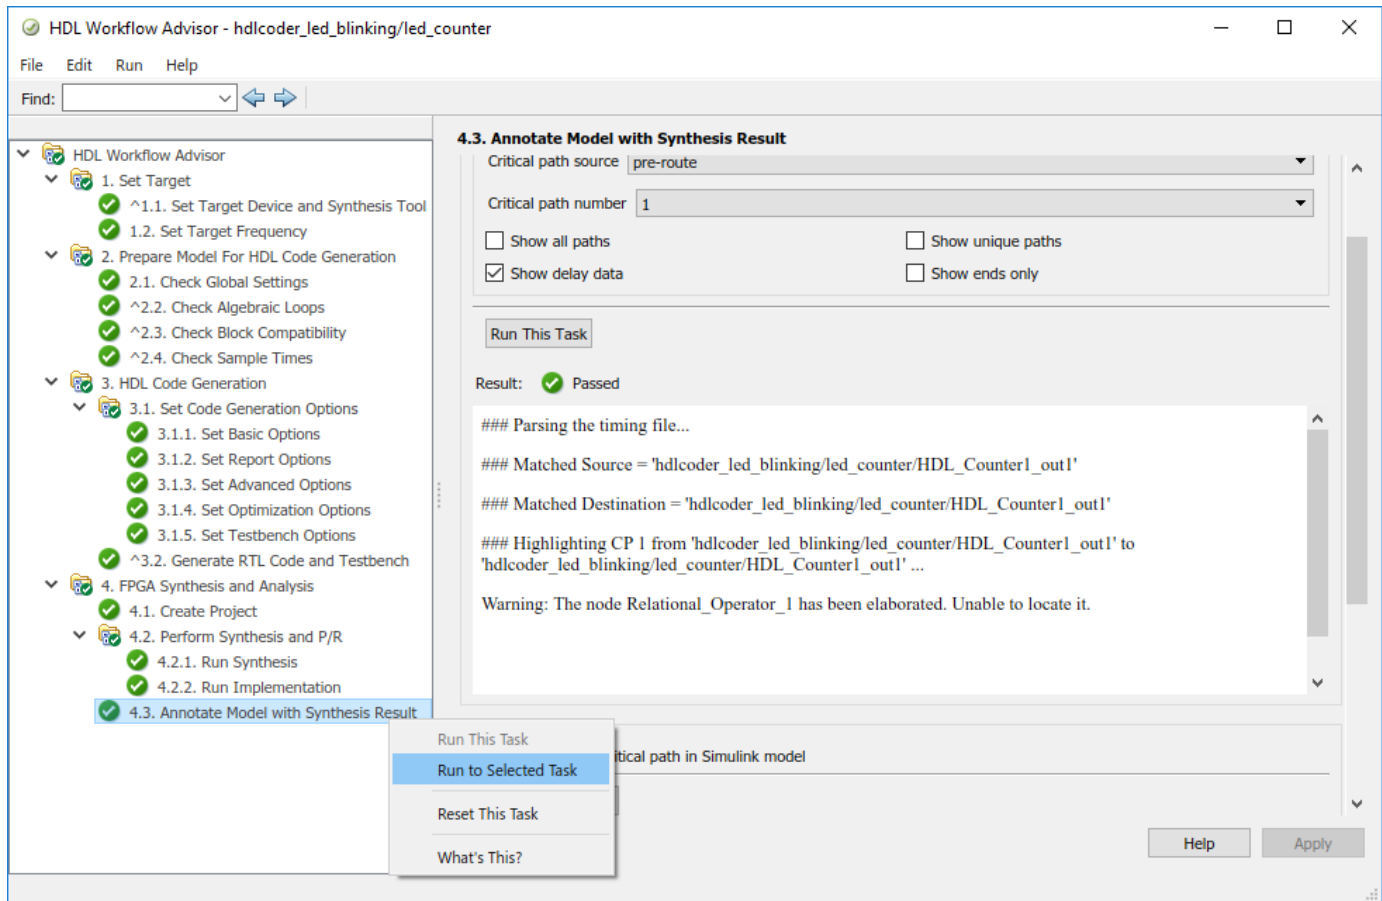 HDL Workflow Advisor - hdlcoder_led_blinking/led_counter
File Edit Run Help
Find:
HDL Workflow Advisor
1. Set Target
^1.1. Set Target Device and Synthesis Tool
1.2. Set Target Frequency
2. Prepare Model For HDL Code Generation
2.1. Check Global Settings
^2.2. Check Algebraic Loops
^2.3. Check Block Compatibility
^2.4. Check Sample Times
3. HDL Code Generation
3.1. Set Code Generation Options
3.1.1. Set Basic Options
3.1.2. Set Report Options
3.1.3. Set Advanced Options
3.1.4. Set Optimization Options
3.1.5. Set Testbench Options
^3.2. Generate RTL Code and Testbench
4. FPGA Synthesis and Analysis
4.1. Create Project
4.2. Perform Synthesis and P/R
4.2.1. Run Synthesis
4.2.2. Run Implementation
4.3. Annotate Model with Synthesis Result
Run This Task
Run to Selected Task
Reset This Task
What's This?
4.3. Annotate Model with Synthesis Result
Critical path source pre-route
Critical path number 1
Show all paths Show unique paths
Show delay data Show ends only
Run This Task
Result: Passed
### Parsing the timing file...
### Matched Source = 'hdlcoder_led_blinking/led_counter/HDL_Counter1_out1'
### Matched Destination = 'hdlcoder_led_blinking/led_counter/HDL_Counter1_out1'
### Highlighting CP 1 from 'hdlcoder_led_blinking/led_counter/HDL_Counter1_out1' to
'hdlcoder_led_blinking/led_counter/HDL_Counter1_out1' ...
Warning: The node Relational_Operator_1 has been elaborated. Unable to locate it.
itical path in Simulink model
Help Apply